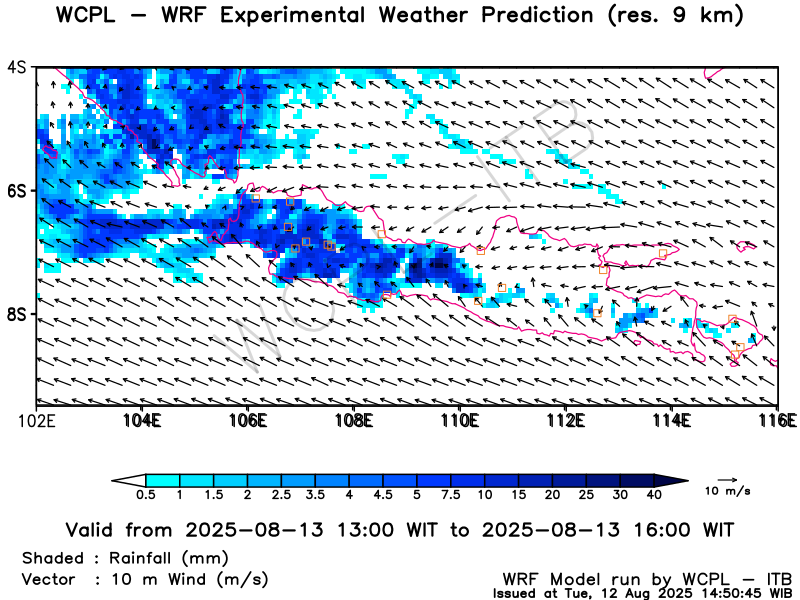 WCPL – WRF Experimental Weather Prediction (res. 9 km)
4S
6S
8S
102E 104E 106E 108E 110E 112E 114E 116E
WCPL – ITB
0.5 1 1.5 2 2.5 3.5 4 4.5 5 7.5 10 15 20 25 30 40
10 m/s
Valid from 2025–08–13 13:00 WIT to 2025–08–13 16:00 WIT
Shaded : Rainfall (mm)
Vector : 10 m Wind (m/s)
WRF Model run by WCPL – ITB
Issued at Tue, 12 Aug 2025 14:50:45 WIB